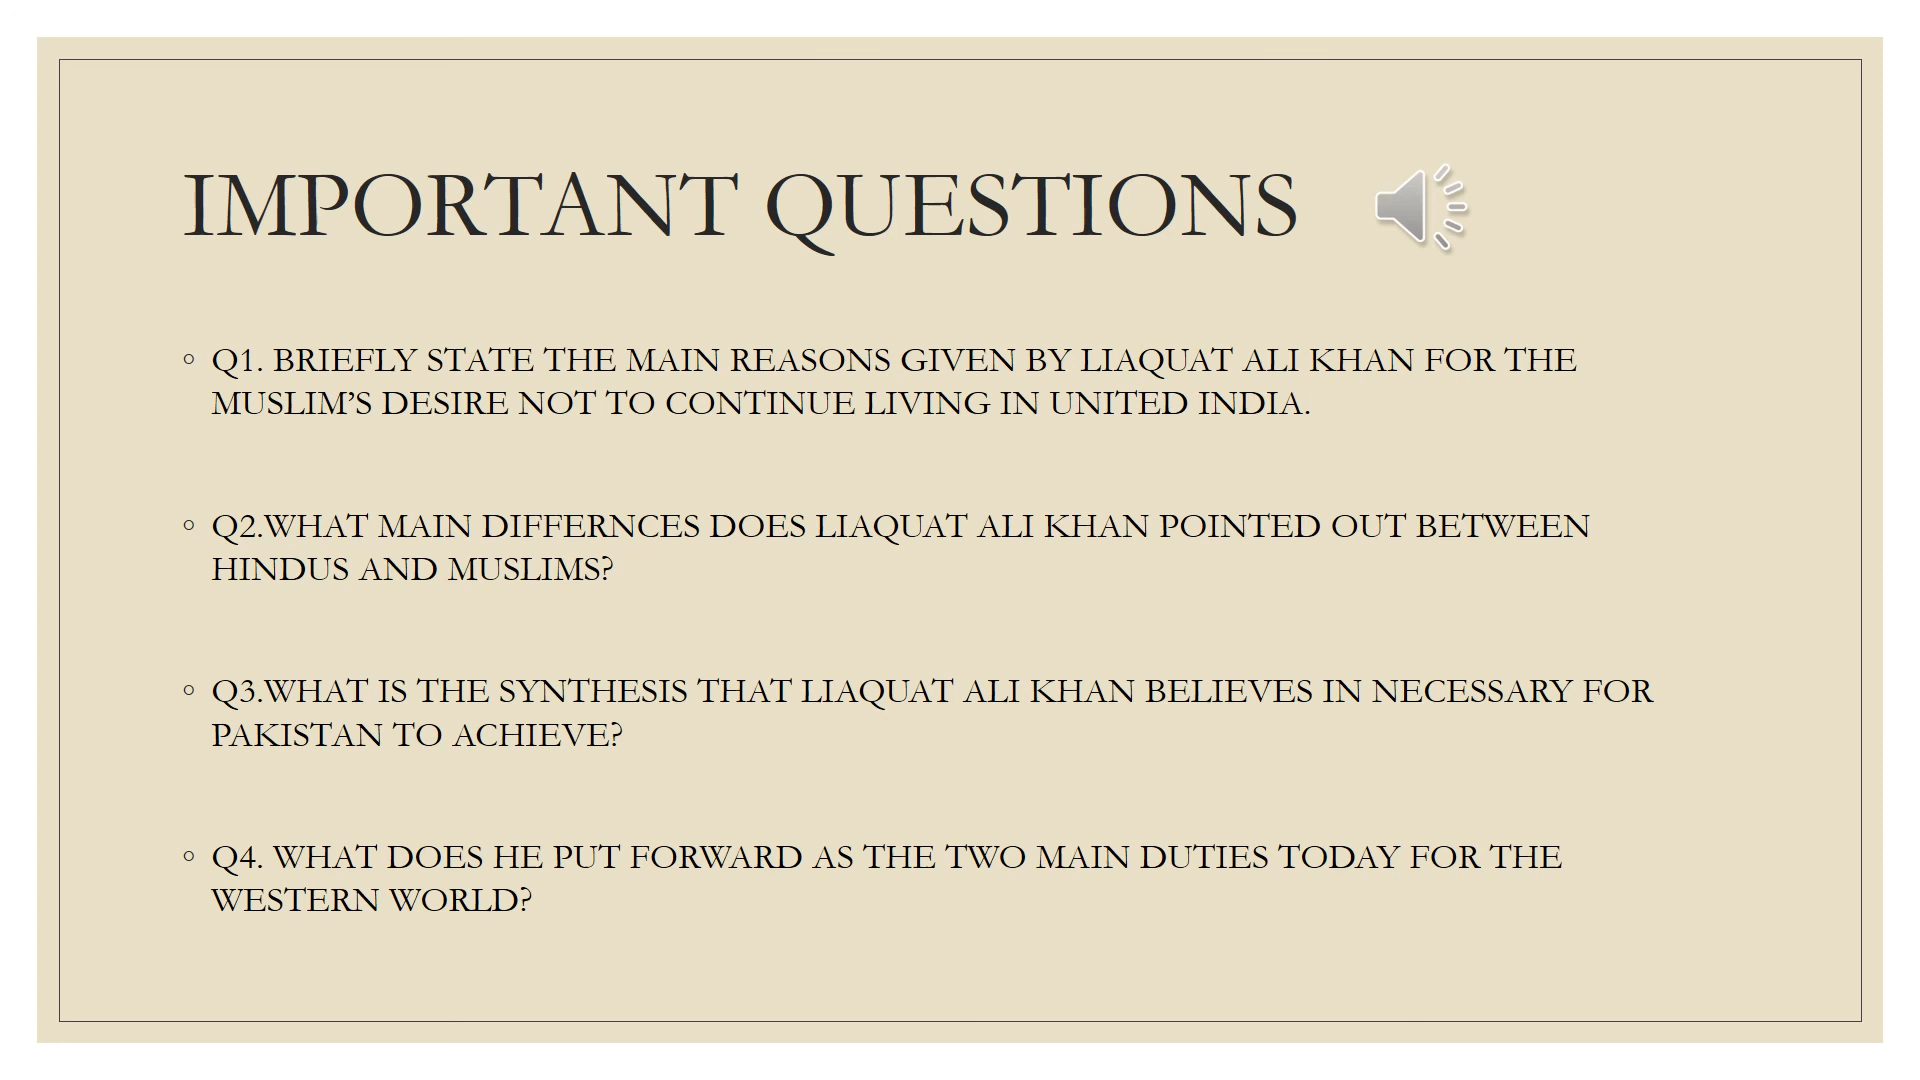 IMPORTANT QUESTIONS
◦ Q1. BRIEFLY STATE THE MAIN REASONS GIVEN BY LIAQUAT ALI KHAN FOR THE
MUSLIM’S DESIRE NOT TO CONTINUE LIVING IN UNITED INDIA.
◦ Q2.WHAT MAIN DIFFERNCES DOES LIAQUAT ALI KHAN POINTED OUT BETWEEN
HINDUS AND MUSLIMS?
◦ Q3.WHAT IS THE SYNTHESIS THAT LIAQUAT ALI KHAN BELIEVES IN NECESSARY FOR
PAKISTAN TO ACHIEVE?
◦ Q4. WHAT DOES HE PUT FORWARD AS THE TWO MAIN DUTIES TODAY FOR THE
WESTERN WORLD?